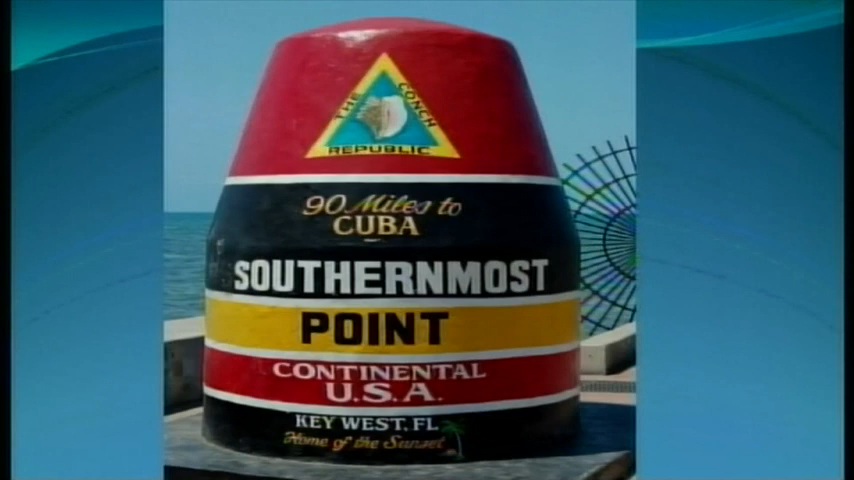 THE CONCH
REPUBLIC
90 Miles to
CUBA
SOUTHERNMOST
POINT
CONTINENTAL
U.S.A.
KEY WEST, FL
Home of the Sunset